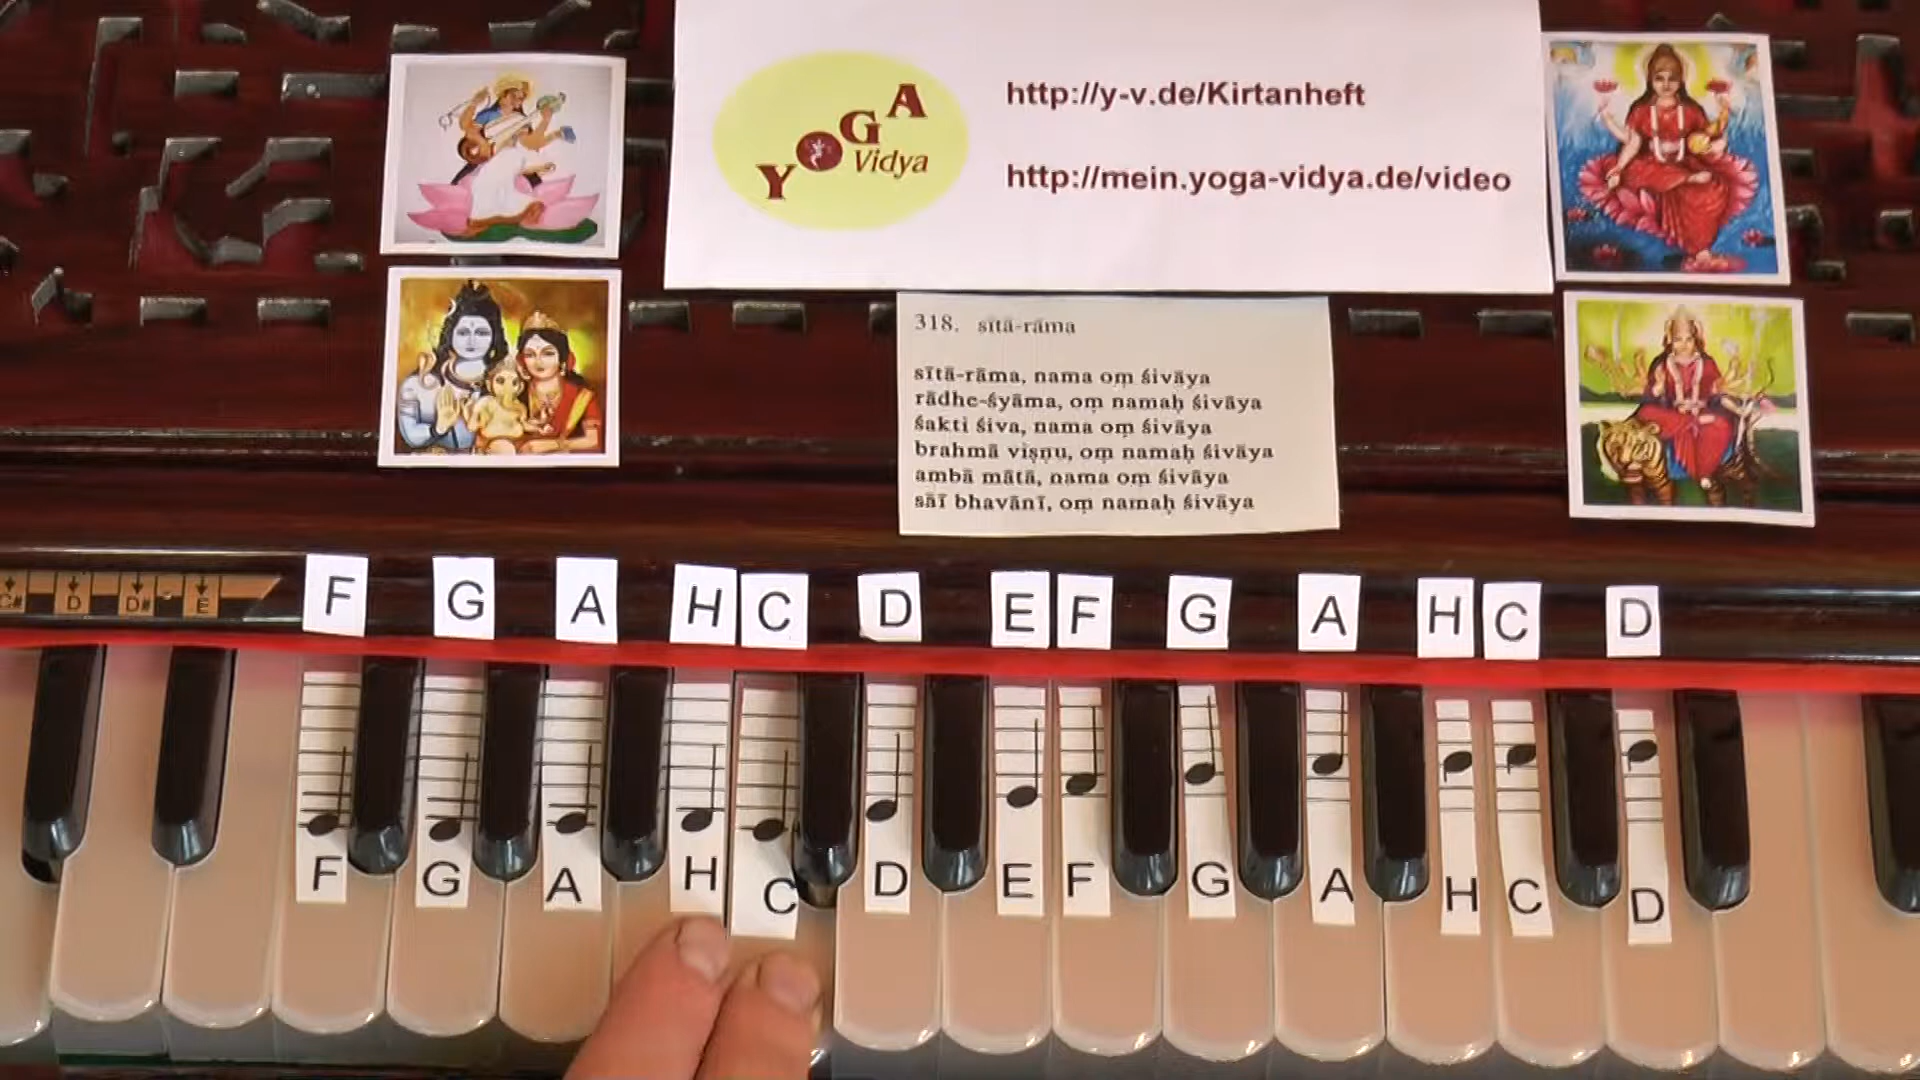 YOGA
Vidya
http://y-v.de/Kirtanheft
http://mein.yoga-vidya.de/video
318. sītā-rāma
sītā-rāma, nama oṃ śivāya
rādhe-śyāma, oṃ namaḥ śivāya
śakti śiva, nama oṃ śivāya
brahmā viṣṇu, oṃ namaḥ śivāya
ambā mātā, nama oṃ śivāya
sāī bhavānī, oṃ namaḥ śivāya
C# D D# E
F G A H C D E F G A H C D
F G A H C D E F G A H C D